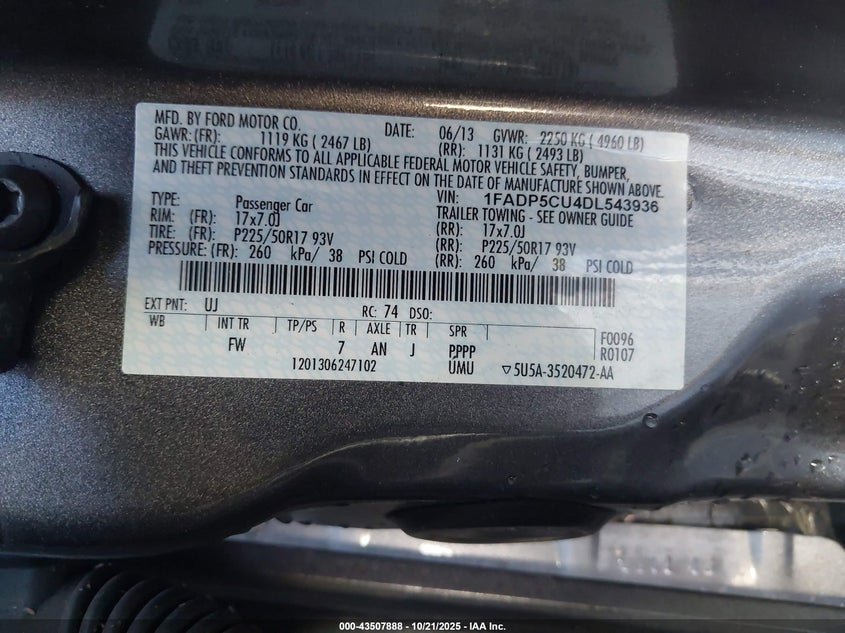 MFD. BY FORD MOTOR CO. DATE: 06/13 GVWR: 2250 KG ( 4960 LB)
GAWR: (FR): 1119 KG ( 2467 LB) (RR): 1131 KG ( 2493 LB)
THIS VEHICLE CONFORMS TO ALL APPLICABLE FEDERAL MOTOR VEHICLE SAFETY, BUMPER,
AND THEFT PREVENTION STANDARDS IN EFFECT ON THE DATE OF MANUFACTURE SHOWN ABOVE.
VIN: 1FADP5CU4DL543936
TYPE: Passenger Car TRAILER TOWING - SEE OWNER GUIDE
RIM: (FR): 17x7.0J (RR): 17x7.0J
TIRE: (FR): P225/50R17 93V (RR): P225/50R17 93V
PRESSURE: (FR): 260 kPa/ 38 PSI COLD (RR): 260 kPa/ 38 PSI COLD
EXT PNT: UJ RC: 74 DSO:
WB INT TR TP/PS R AXLE TR SPR F0096
FW 7 AN J PPPP R0107
1201306247102 ÜMÜ ▽5U5A-3520472-AA
000-43507888 - 10/21/2025 - IAA Inc.